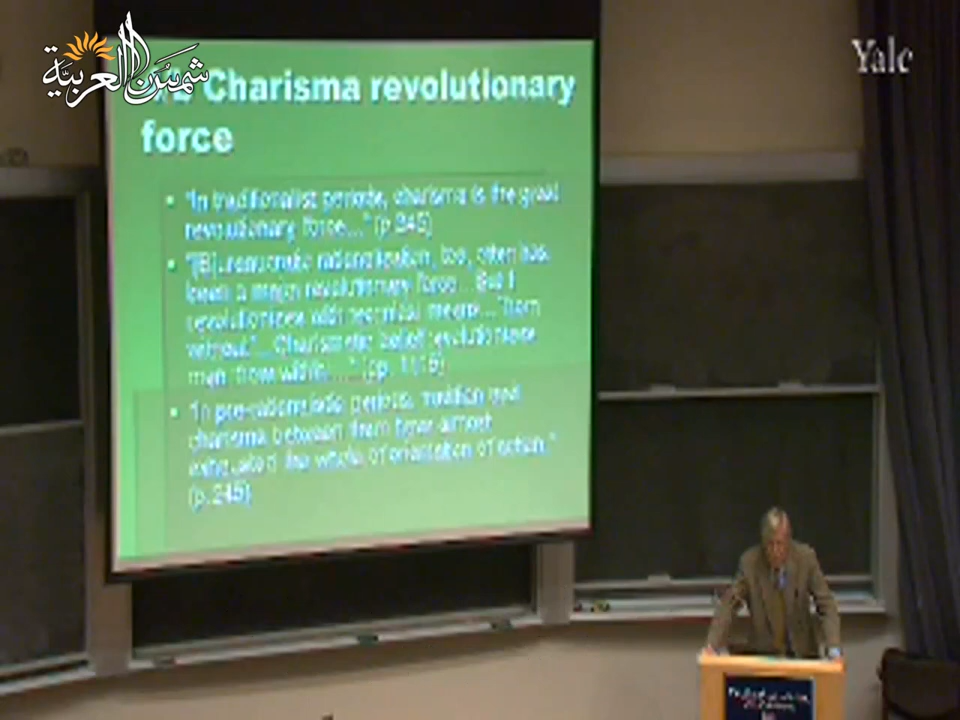 شمس العربية
Yale
Charisma revolutionary
force
"In traditionalist periods, charisma is the great
revolutionary force..." (p 245)
"[B]ureaucratic rationalization, too, often has
been a major revolutionary force... But it
revolutionizes with technical means... "from
without"... Charismatic belief revolutionizes
men "from within..." (pp. 1116)
"In pre-rationalistic periods, tradition and
charisma between them have almost
exhausted the whole of orientation of action."
(p.245)